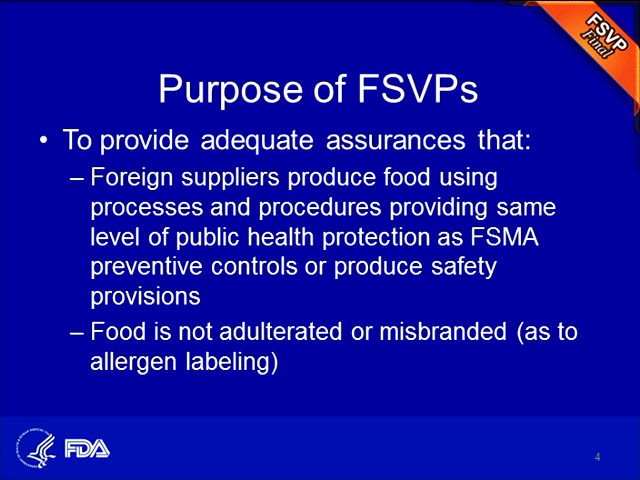 FSVP
Final
Purpose of FSVPs
• To provide adequate assurances that:
– Foreign suppliers produce food using
processes and procedures providing same
level of public health protection as FSMA
preventive controls or produce safety
provisions
– Food is not adulterated or misbranded (as to
allergen labeling)
FDA
4